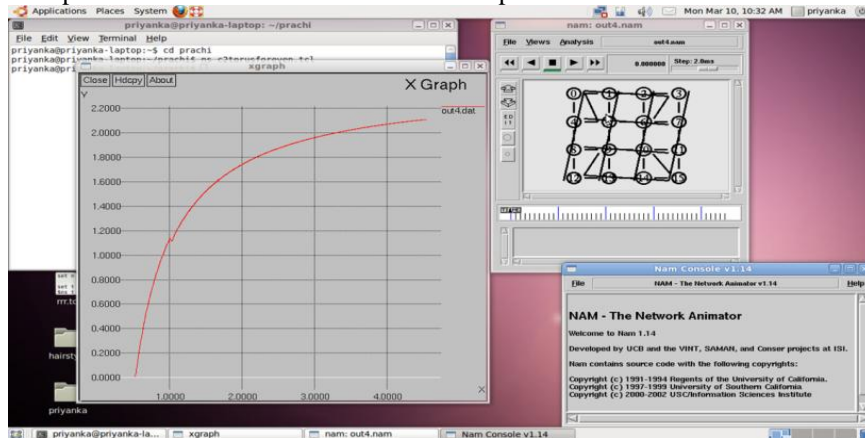 Applications Places System
Mon Mar 10, 10:32 AM priyanka
priyanka@priyanka-laptop: ~/prachi
File Edit View Terminal Help
priyanka@priyanka-laptop:~$ cd prachi
xgraph
Close Hdcpy About
X Graph
Y
out4.dat
2.2000
2.0000
1.8000
1.6000
1.4000
1.2000
1.0000
0.8000
0.6000
0.4000
0.2000
0.0000
1.0000 2.0000 3.0000 4.0000
X
nam: out4.nam
File Views Analysis out4.nam
0.000000 Step: 2.0ms
0 1 2 3
4 7
8 11
12 15
Nam Console v1.14
File NAM - The Network Animator v1.14 Help
NAM - The Network Animator
Welcome to Nam 1.14
Developed by UCB and the VINT, SAMAN, and Conser projects at ISI.
Nam contains source code with the following copyrights:
Copyright (c) 1991-1994 Regents of the University of California.
Copyright (c) 1997-1999 University of Southern California
Copyright (c) 2000-2002 USC/Information Sciences Institute
hairsty
priyanka
priyanka@priyanka-la... xgraph nam: out4.nam Nam Console v1.14